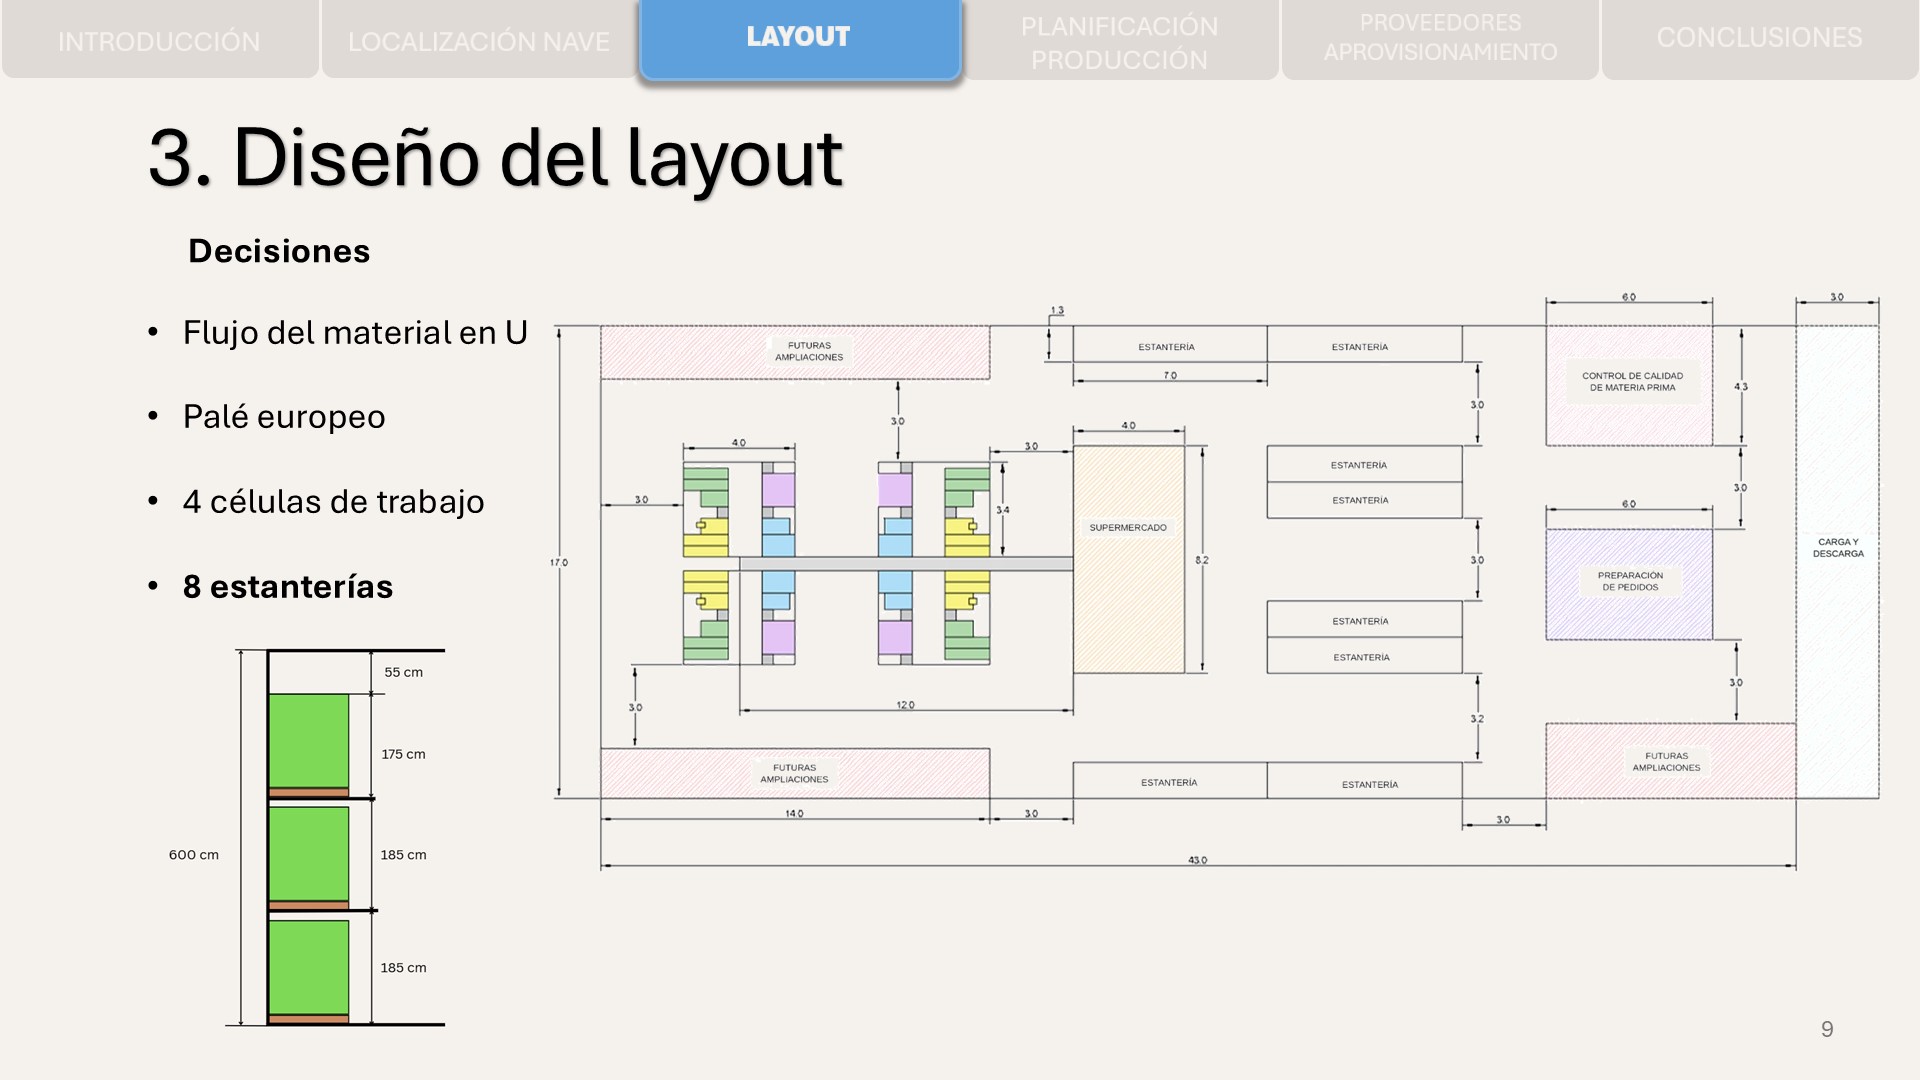 INTRODUCCIÓN
LOCALIZACIÓN NAVE
LAYOUT
PLANIFICACIÓN
PRODUCCIÓN
PROVEEDORES
APROVISIONAMIENTO
CONCLUSIONES
3. Diseño del layout
Decisiones
• Flujo del material en U
• Palé europeo
• 4 células de trabajo
• 8 estanterías
55 cm
175 cm
600 cm
185 cm
185 cm
6.0
3.0
1.3
FUTURAS
AMPLIACIONES
ESTANTERÍA
ESTANTERÍA
7.0
CONTROL DE CALIDAD
DE MATERIA PRIMA
4.3
3.0
3.0
4.0
4.0
3.0
ESTANTERÍA
ESTANTERÍA
3.0
3.0
3.4
6.0
SUPERMERCADO
CARGA Y
DESCARGA
17.0
8.2
3.0
PREPARACIÓN
DE PEDIDOS
ESTANTERÍA
ESTANTERÍA
3.0
3.0
12.0
3.2
FUTURAS
AMPLIACIONES
ESTANTERÍA
ESTANTERÍA
FUTURAS
AMPLIACIONES
14.0
3.0
3.0
43.0
9